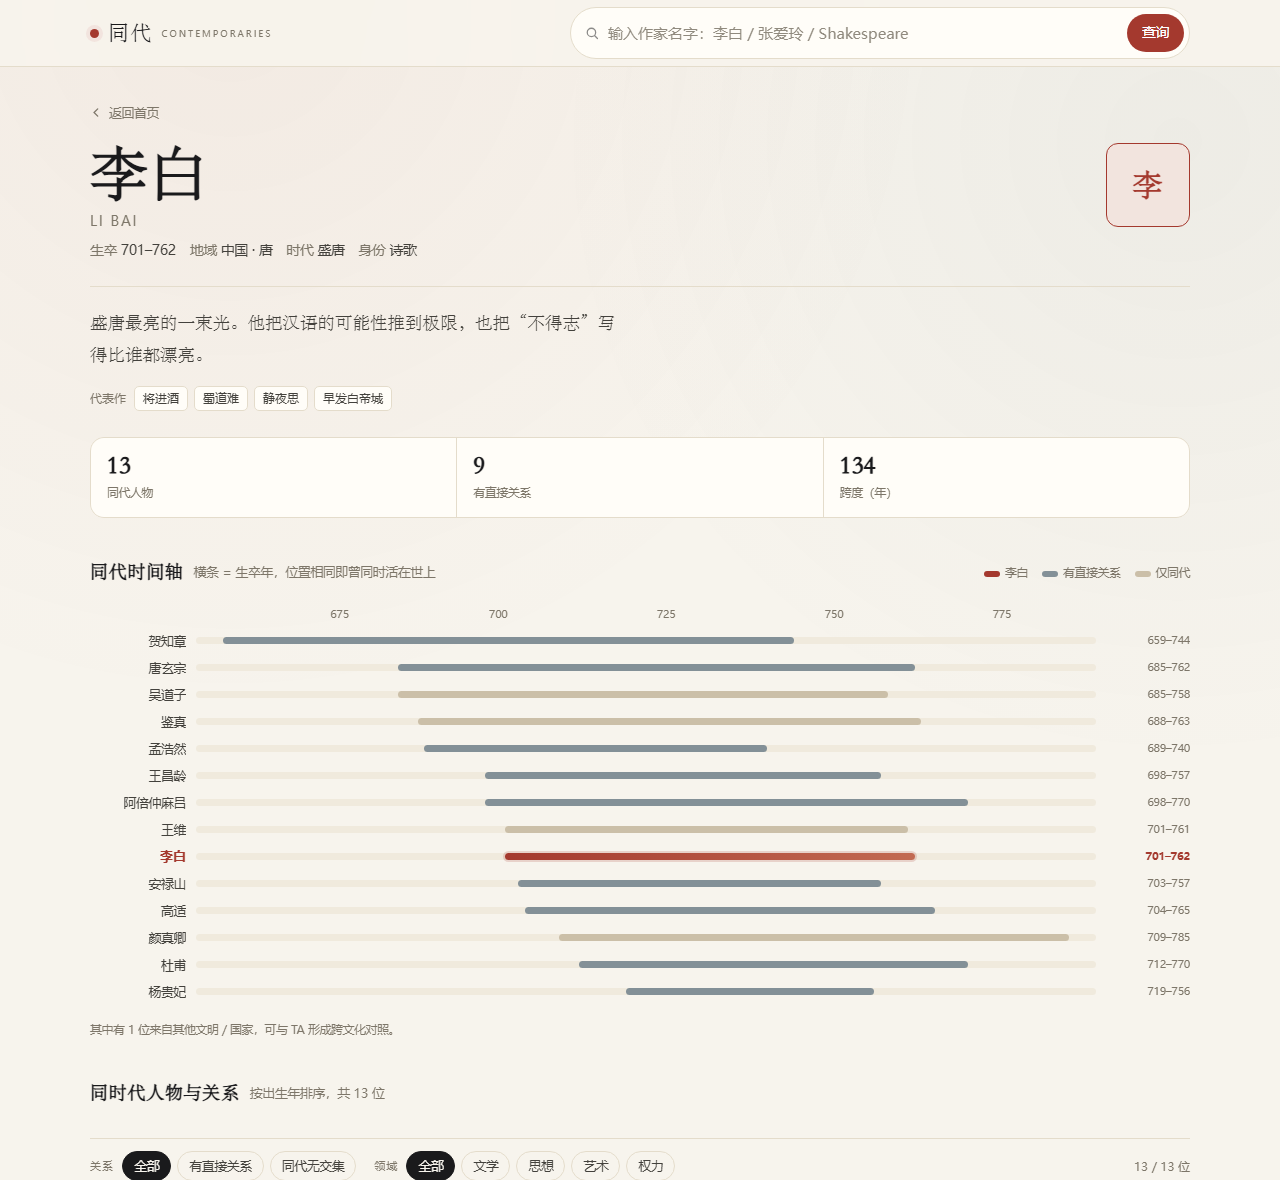 同代 CONTEMPORARIES
输入作家名字：李白 / 张爱玲 / Shakespeare
查询
返回首页
李白
李
LI BAI
生卒 701–762 地域 中国 · 唐 时代 盛唐 身份 诗歌
盛唐最亮的一束光。他把汉语的可能性推到极限，也把“不得志”写
得比谁都漂亮。
代表作 将进酒 蜀道难 静夜思 早发白帝城
13
同代人物
9
有直接关系
134
跨度（年）
同代时间轴 横条 = 生卒年，位置相同即曾同时活在世上
李白 有直接关系 仅同代
675 700 725 750 775
贺知章 659–744
唐玄宗 685–762
吴道子 685–758
鉴真 688–763
孟浩然 689–740
王昌龄 698–757
阿倍仲麻吕 698–770
王维 701–761
李白 701–762
安禄山 703–757
高适 704–765
颜真卿 709–785
杜甫 712–770
杨贵妃 719–756
其中有 1 位来自其他文明 / 国家，可与 TA 形成跨文化对照。
同时代人物与关系 按出生年排序，共 13 位
关系 全部 有直接关系 同代无交集 领域 全部 文学 思想 艺术 权力 13 / 13 位